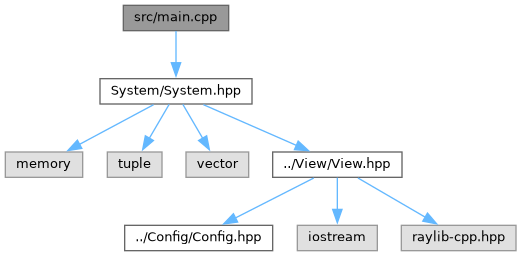 src/main.cpp
System/System.hpp
memory
tuple
vector
../View/View.hpp
../Config/Config.hpp
iostream
raylib-cpp.hpp